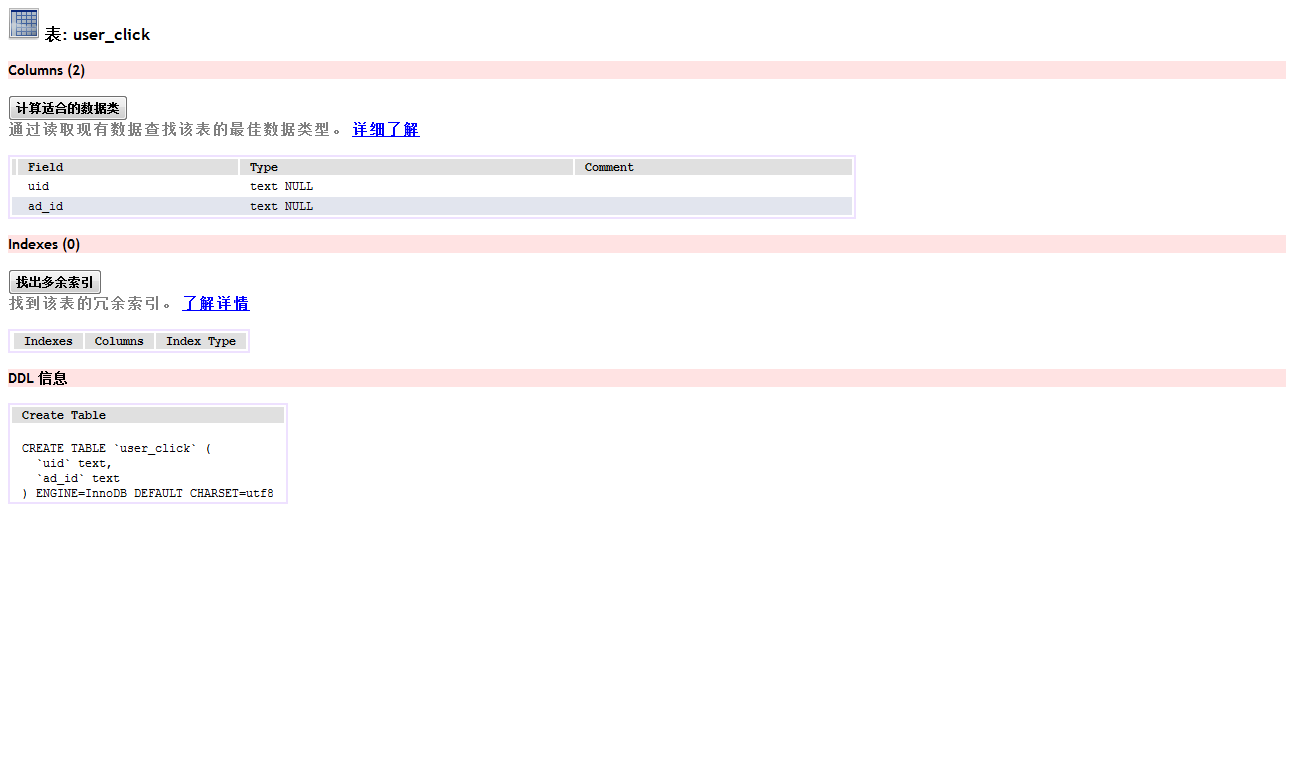 表: user_click
Columns (2)
计算适合的数据类
通过读取现有数据查找该表的最佳数据类型。 详细了解
Field Type Comment
uid text NULL
ad_id text NULL
Indexes (0)
找出多余索引
找到该表的冗余索引。 了解详情
Indexes Columns Index Type
DDL 信息
Create Table
CREATE TABLE `user_click` (
`uid` text,
`ad_id` text
) ENGINE=InnoDB DEFAULT CHARSET=utf8